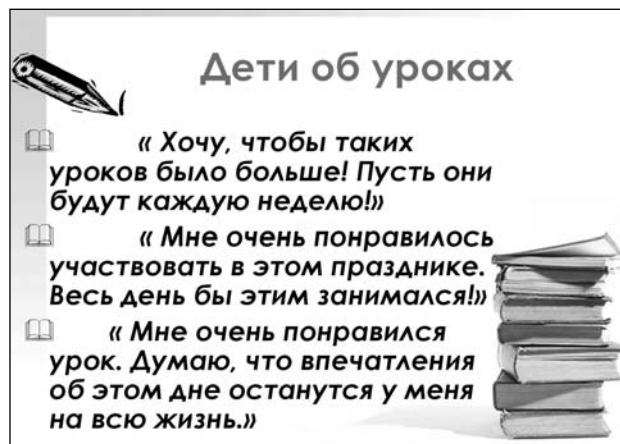 Дети об уроках
« Хочу, чтобы таких
уроков было больше! Пусть они
будут каждую неделю!»
« Мне очень понравилось
участвовать в этом празднике.
Весь день бы этим занимался!»
« Мне очень понравился
урок. Думаю, что впечатления
об этом дне останутся у меня
на всю жизнь.»